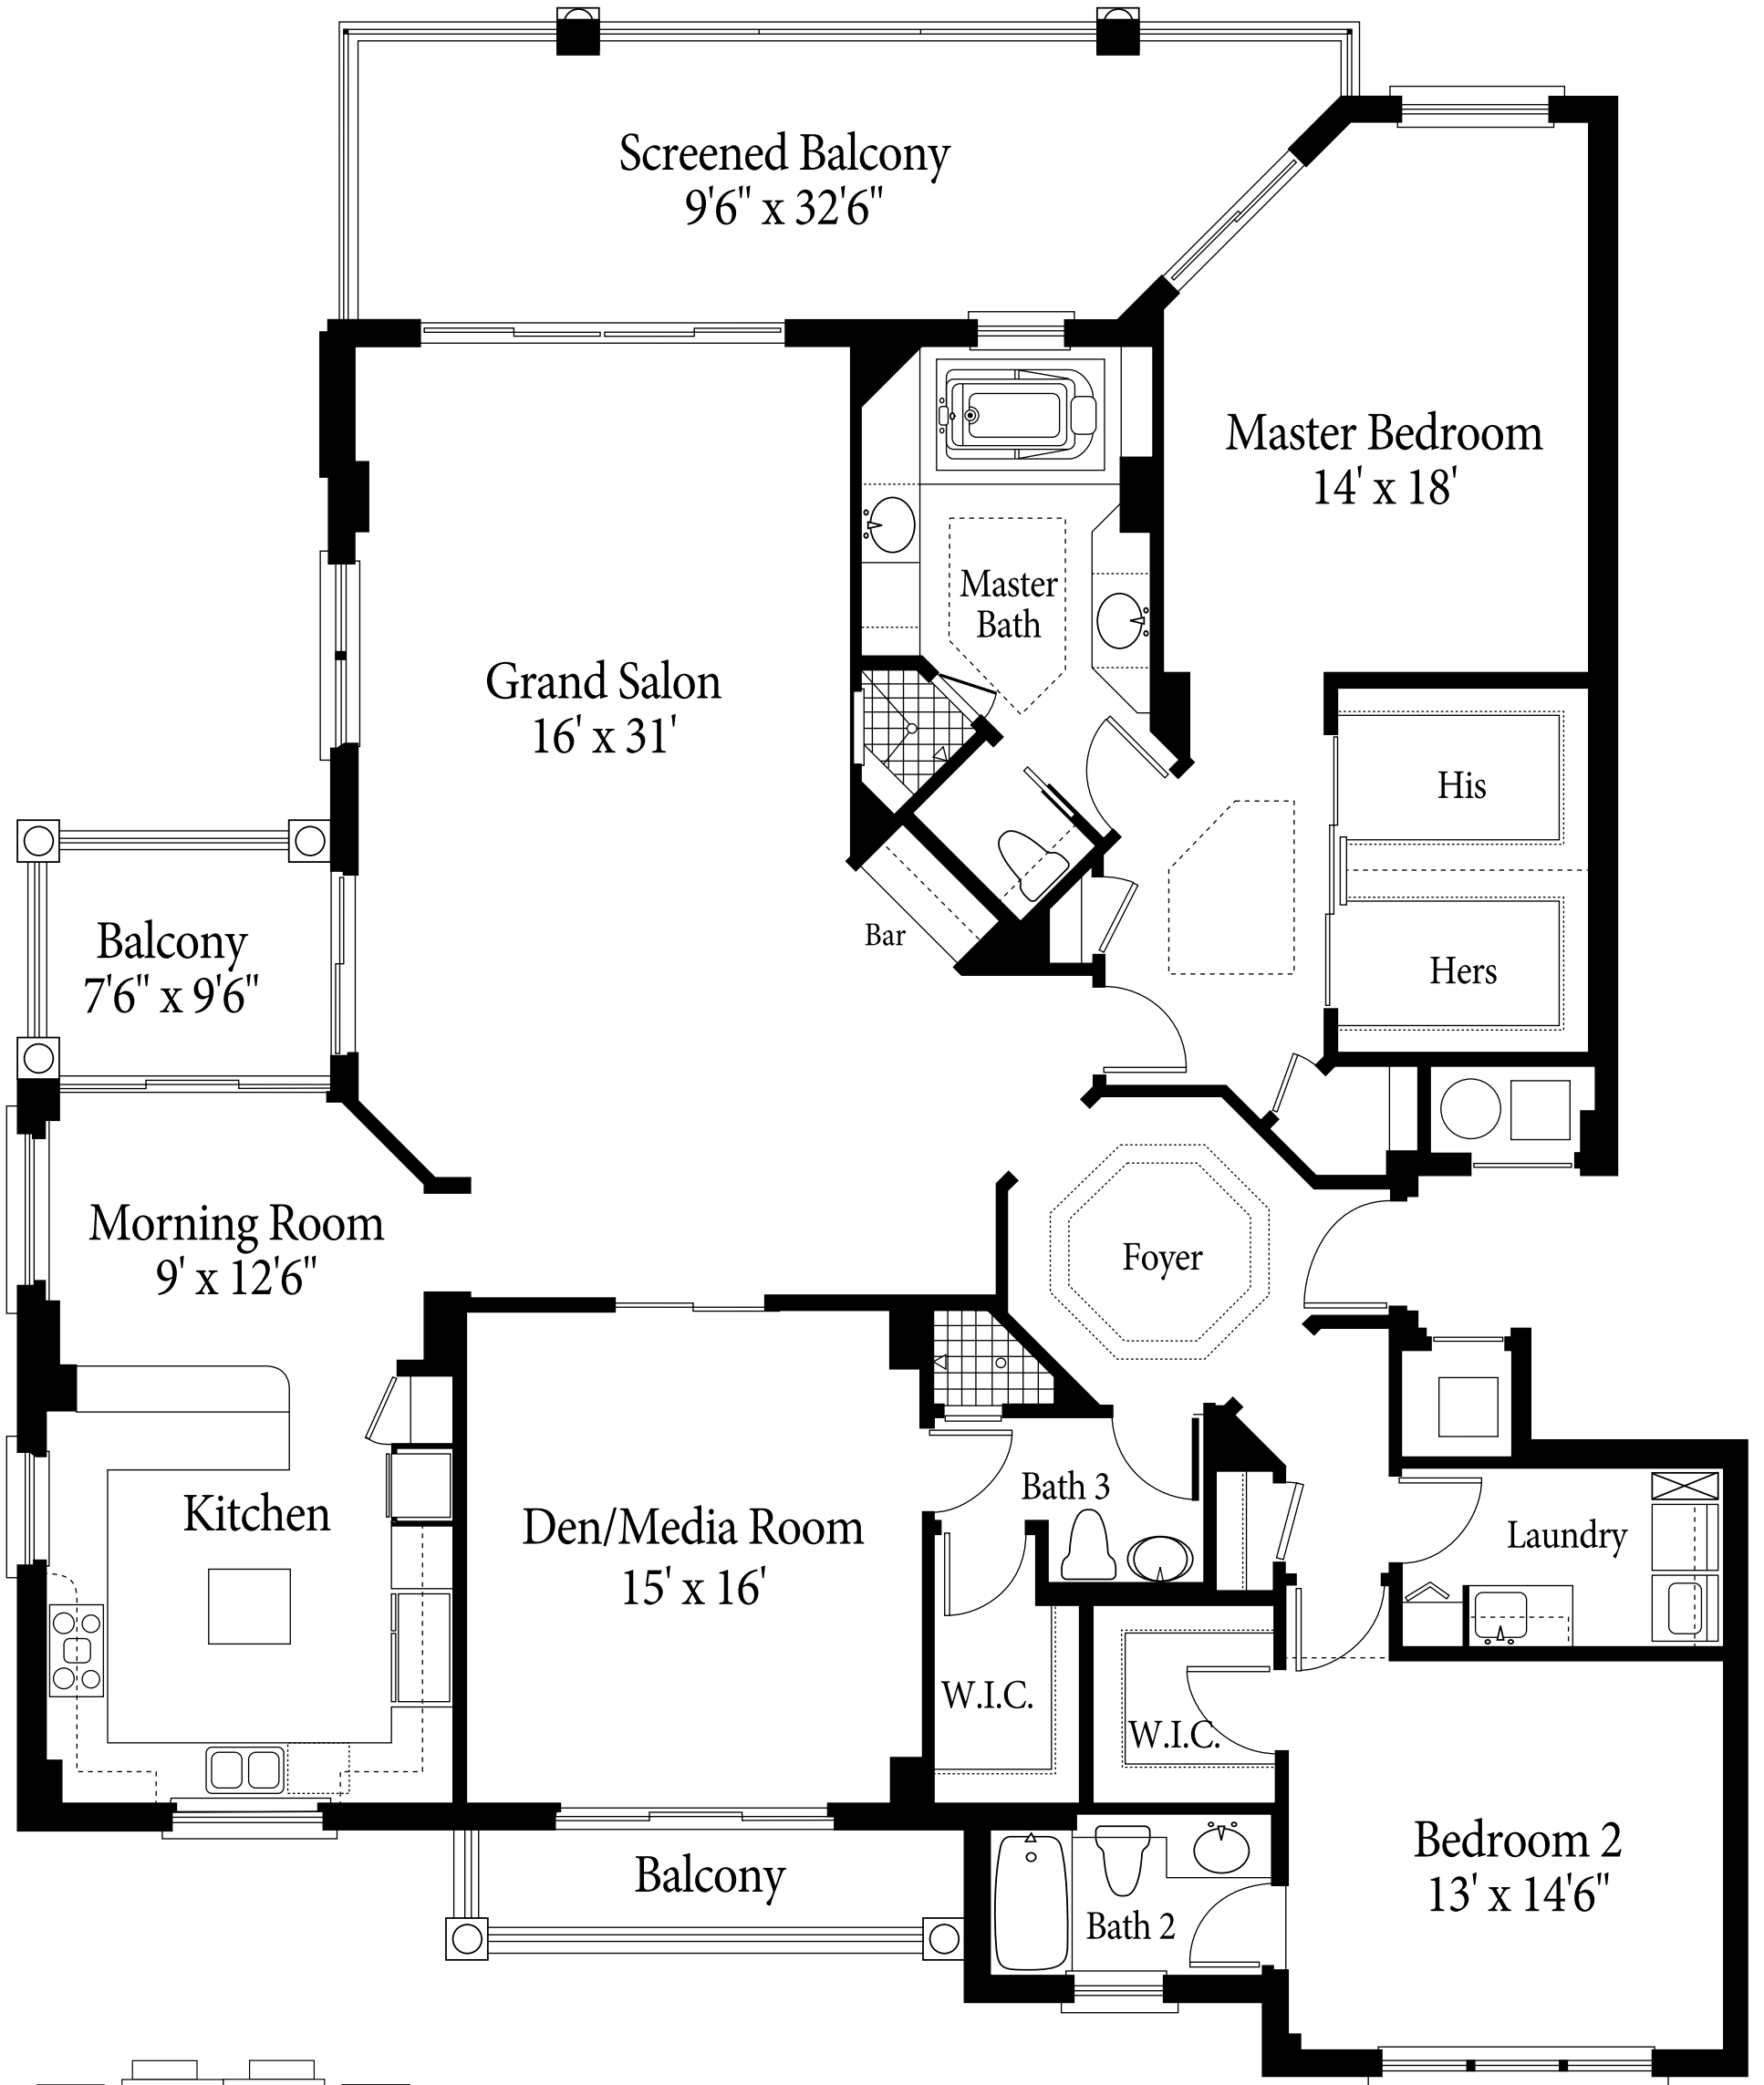 Screened Balcony
9'6" x 32'6"
Master Bedroom
14' x 18'
Master
Bath
Grand Salon
16' x 31'
His
Hers
Bar
Balcony
7'6" x 9'6"
Morning Room
9' x 12'6"
Foyer
Kitchen
Den/Media Room
15' x 16'
Bath 3
Laundry
W.I.C.
W.I.C.
Balcony
Bath 2
Bedroom 2
13' x 14'6"